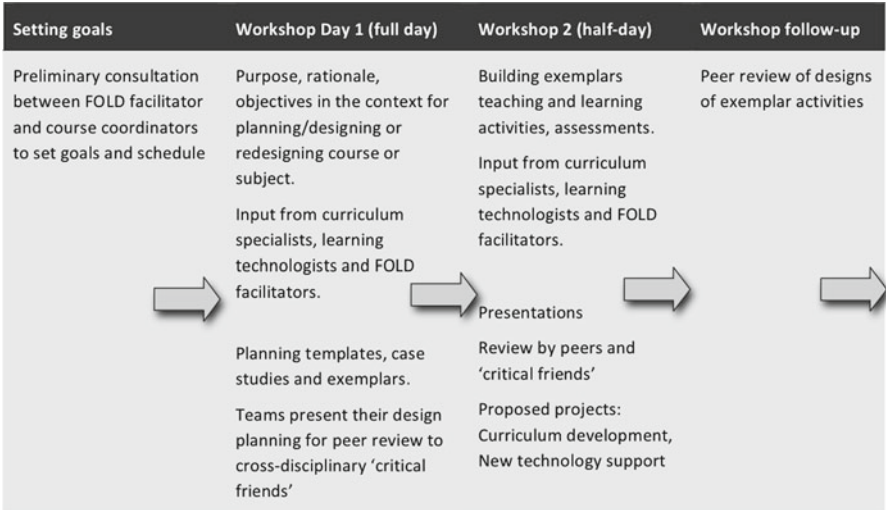 Setting goals
Preliminary consultation
between FOLD facilitator
and course coordinators
to set goals and schedule
Workshop Day 1 (full day)
Purpose, rationale,
objectives in the context for
planning/designing or
redesigning course or
subject.
Input from curriculum
specialists, learning
technologists and FOLD
facilitators.
Planning templates, case
studies and exemplars.
Teams present their design
planning for peer review to
cross-disciplinary ‘critical
friends’
Workshop 2 (half-day)
Building exemplars
teaching and learning
activities, assessments.
Input from curriculum
specialists, learning
technologists and FOLD
facilitators.
Presentations
Review by peers and
‘critical friends’
Proposed projects:
Curriculum development,
New technology support
Workshop follow-up
Peer review of designs
of exemplar activities